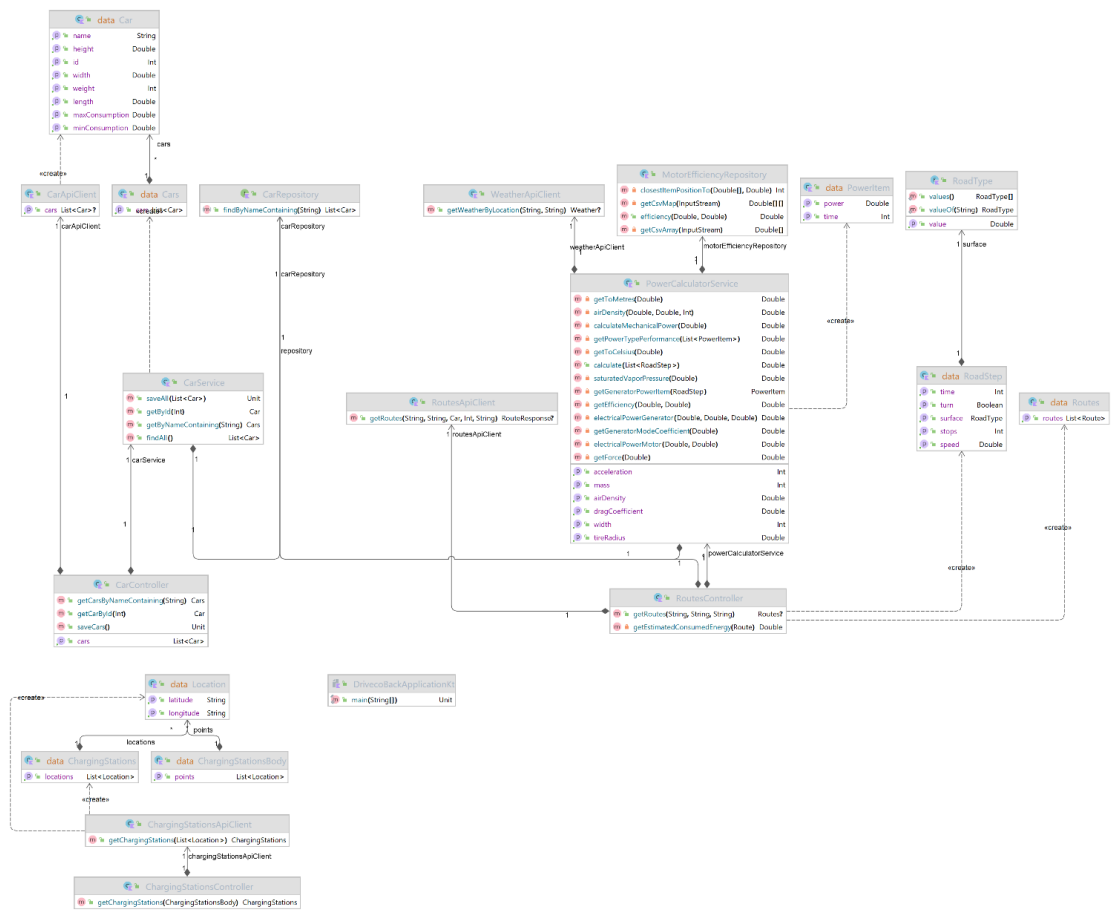 data Car
name String
height Double
id Int
width Double
weight Int
length Double
maxConsumption Double
minConsumption Double
cars
*
«create»
1
CarApiClient
cars List<Car>?
data Cars
cars List<Car>
«create»
CarRepository
findByNameContaining(String) List<Car>
WeatherApiClient
getWeatherByLocation(String, String) Weather?
MotorEfficiencyRepository
closestItemPositionTo(Double[], Double) Int
getCsvMap(InputStream) Double[][]
efficiency(Double, Double) Double
getCsvArray(InputStream) Double[]
data PowerItem
power Double
time Int
RoadType
values() RoadType[]
valueOf(String) RoadType
value Double
1
carApiClient
carRepository
1
weatherApiClient
1
motorEfficiencyRepository
1
1 surface
1 carRepository
PowerCalculatorService
getToMetres(Double) Double
airDensity(Double, Double, Int) Double
calculateMechanicalPower(Double) Double
getPowerTypePerformance(List<PowerItem>) Double
getToCelsius(Double) Double
calculate(List<RoadStep>) Double
saturatedVaporPressure(Double) Double
getGeneratorPowerItem(RoadStep) PowerItem
getEfficiency(Double, Double) Double
electricalPowerGenerator(Double, Double, Double) Double
getGeneratorModeCoefficient(Double) Double
electricalPowerMotor(Double, Double) Double
getForce(Double) Double
acceleration Int
mass Int
airDensity Double
dragCoefficient Double
width Int
tireRadius Double
«create»
1
repository
1
CarService
saveAll(List<Car>) Unit
getById(Int) Car
getByNameContaining(String) Cars
findAll() List<Car>
RoutesApiClient
getRoutes(String, String, Car, Int, String) RouteResponse?
1 routesApiClient
data RoadStep
time Int
turn Boolean
surface RoadType
stops Int
speed Double
data Routes
routes List<Route>
1
1 carService
1
1
1
1
1
powerCalculatorService
1
«create»
«create»
1
CarController
getCarsByNameContaining(String) Cars
getCarById(Int) Car
saveCars() Unit
cars List<Car>
RoutesController
getRoutes(String, String, String) Routes?
getEstimatedConsumedEnergy(Route) Double
data Location
latitude String
longitude String
«create»
DrivecoBackApplicationKt
main(String[]) Unit
*
*
points
locations
1
1
data ChargingStations
locations List<Location>
data ChargingStationsBody
points List<Location>
«create»
ChargingStationsApiClient
getChargingStations(List<Location>) ChargingStations
1 chargingStationsApiClient
1
ChargingStationsController
getChargingStations(ChargingStationsBody) ChargingStations